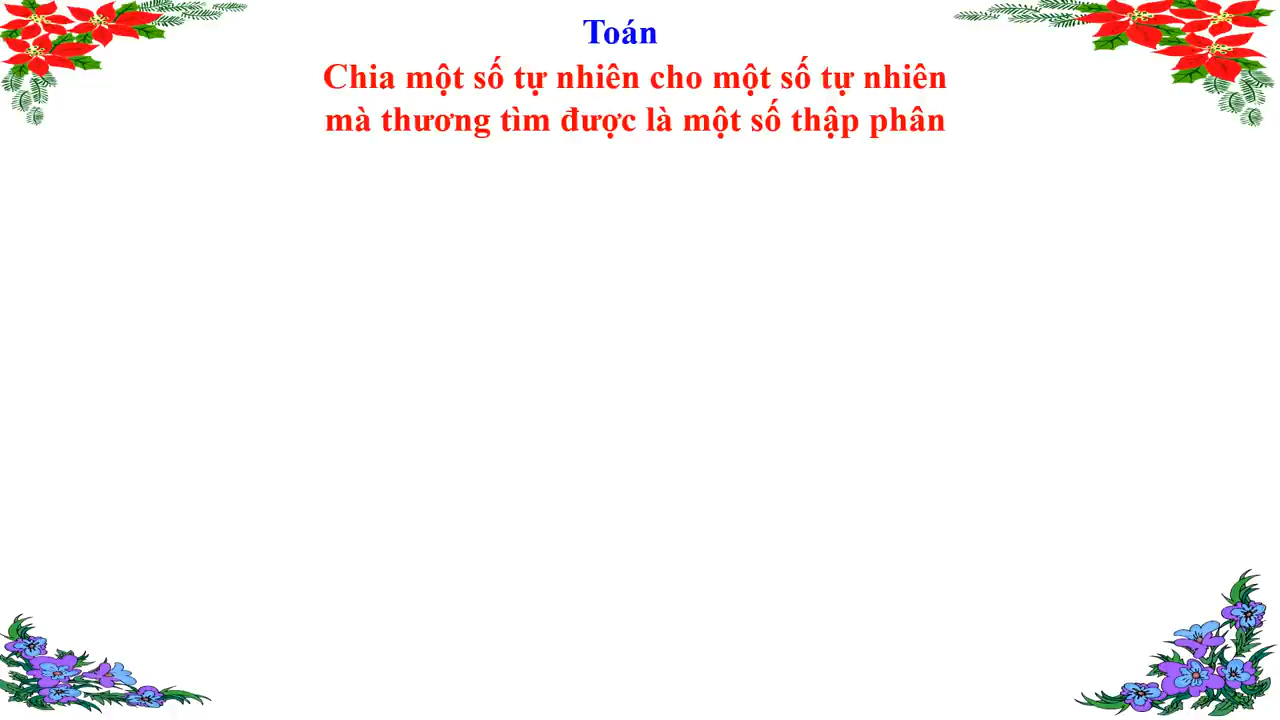 Toán
Chia một số tự nhiên cho một số tự nhiên
mà thương tìm được là một số thập phân